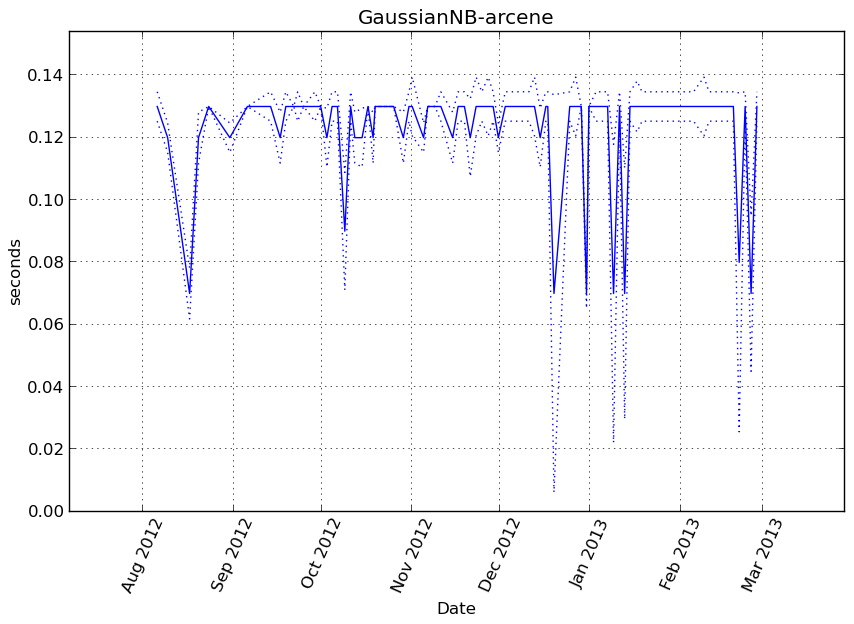 GaussianNB-arcene
0.14
0.12
0.10
0.08
0.06
0.04
0.02
0.00
seconds
Aug 2012
Sep 2012
Oct 2012
Nov 2012
Dec 2012
Jan 2013
Feb 2013
Mar 2013
Date